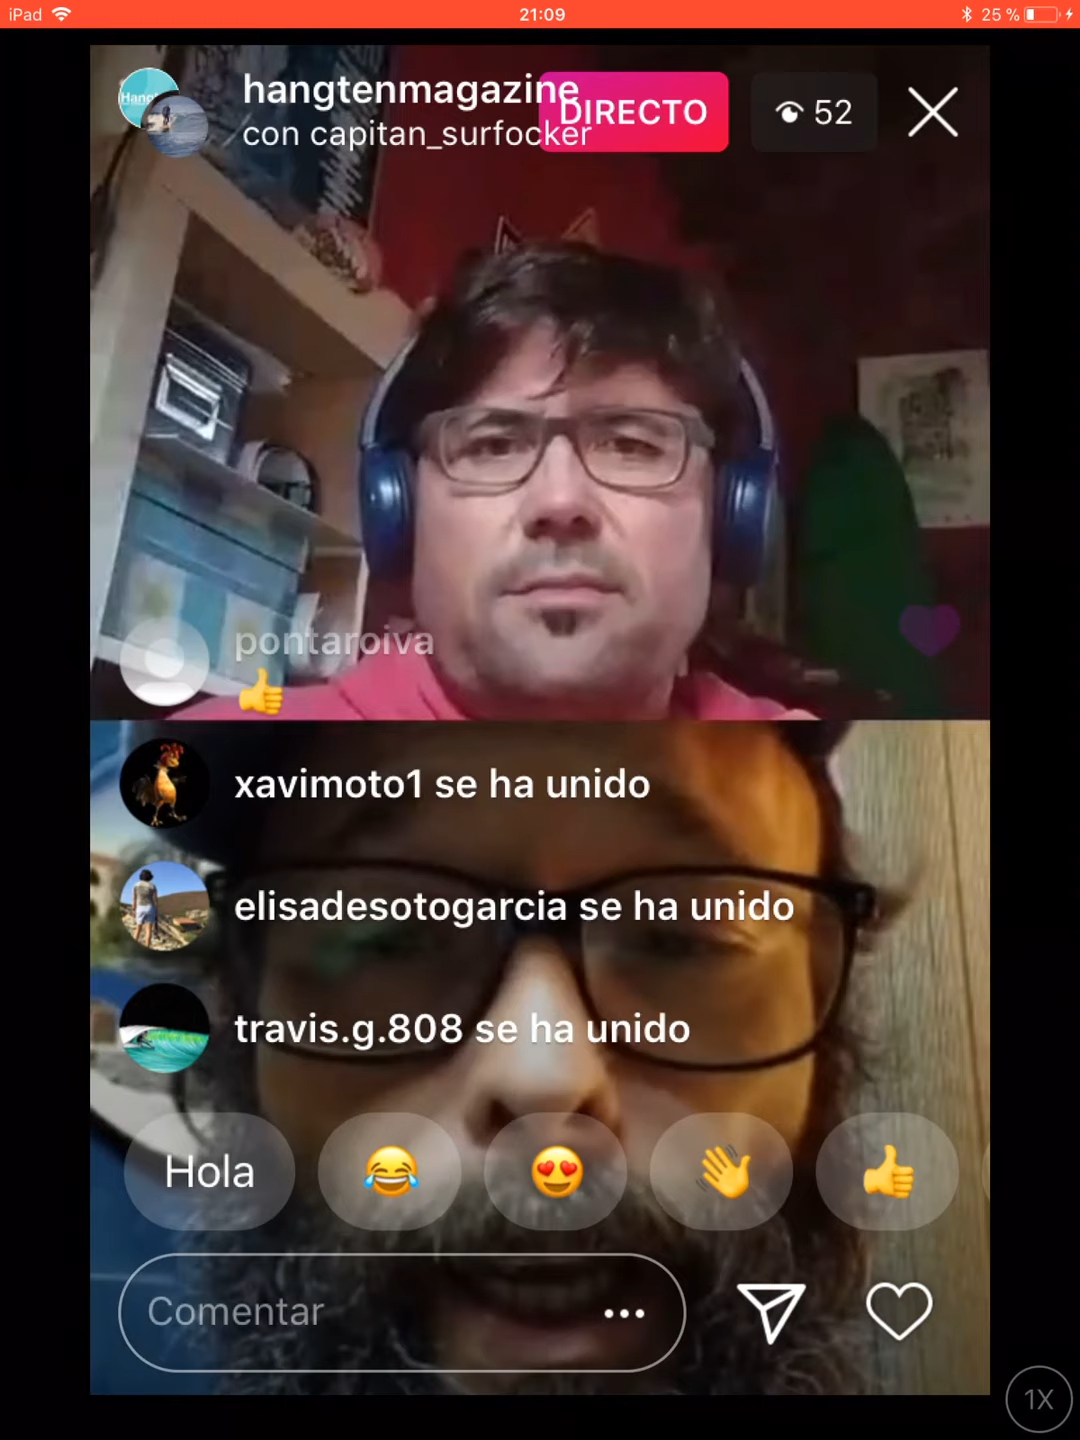 iPad
21:09
25 %
Hang
hangtenmagazine
DIRECTO
52
con capitan_surfocker
pontaroiva
👍
xavimoto1 se ha unido
elisadesotogarcia se ha unido
travis.g.808 se ha unido
Hola 😂 😍 👋 👍
Comentar
1X